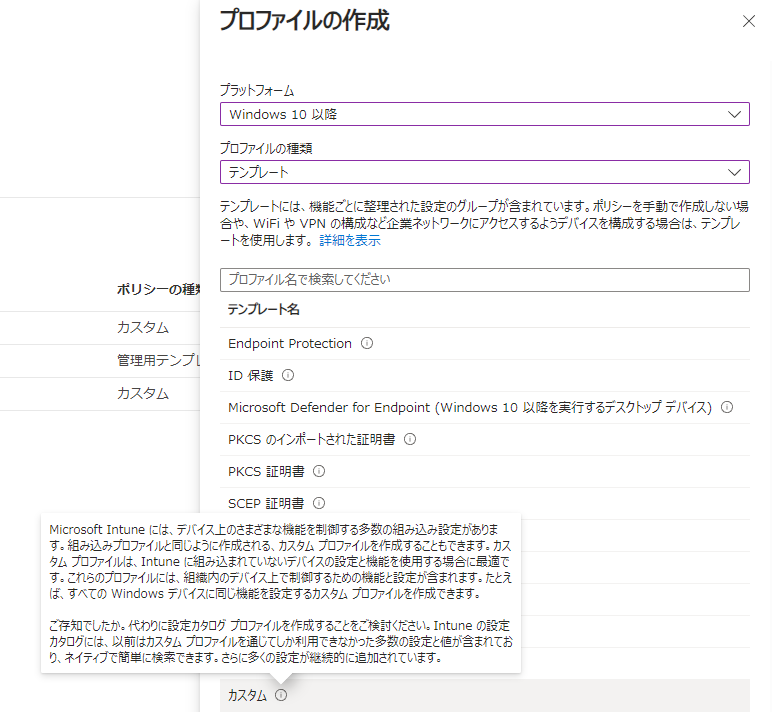 プロファイルの作成
プラットフォーム
Windows 10 以降
プロファイルの種類
テンプレート
テンプレートには、機能ごとに整理された設定のグループが含まれています。ポリシーを手動で作成しない場
合や、WiFi や VPN の構成など企業ネットワークにアクセスするようデバイスを構成する場合は、テンプレ
ートを使用します。 詳細を表示
プロファイル名で検索してください
テンプレート名
Endpoint Protection
ID 保護
Microsoft Defender for Endpoint (Windows 10 以降を実行するデスクトップ デバイス)
PKCS のインポートされた証明書
PKCS 証明書
SCEP 証明書
ポリシーの種
カスタム
管理用テンプレ
カスタム
Microsoft Intune には、デバイス上のさまざまな機能を制御する多数の組み込み設定がありま
す。組み込みプロファイルと同じように作成される、カスタム プロファイルを作成することもできます。カス
タム プロファイルは、Intune に組み込まれていないデバイスの設定と機能を使用する場合に最適で
す。これらのプロファイルには、組織内のデバイス上で制御するための機能と設定が含まれます。たとえ
ば、すべての Windows デバイスに同じ機能を設定するカスタム プロファイルを作成できます。
ご存知でしたか。代わりに設定カタログ プロファイルを作成することをご検討ください。Intune の設定
カタログには、以前はカスタム プロファイルを通じてしか利用できなかった多数の設定と値が含まれてお
り、ネイティブで簡単に検索できます。さらに多くの設定が継続的に追加されています。
カスタム